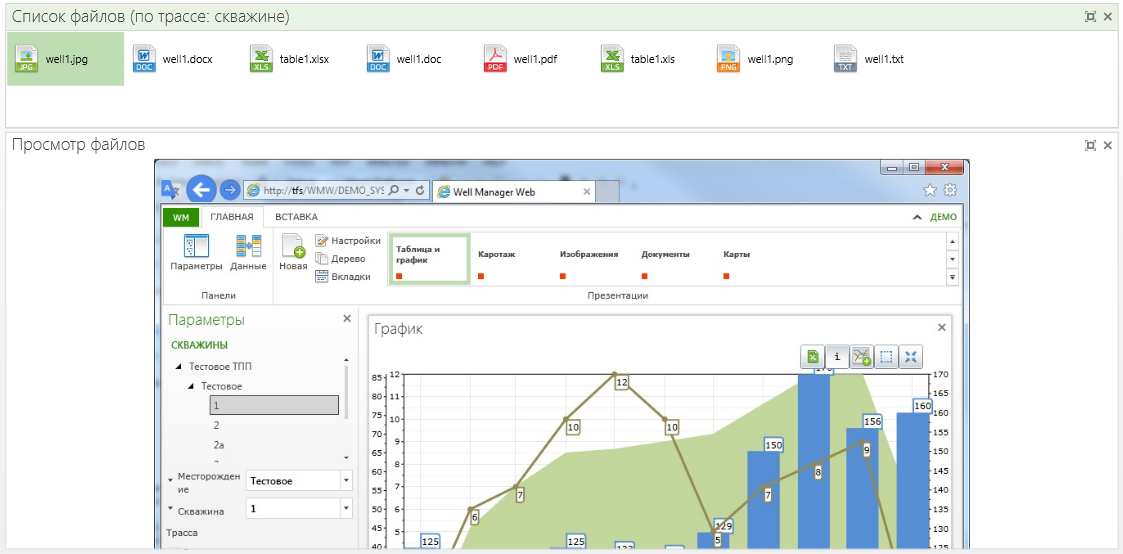 Список файлов (по трассе: скважине)
well1.jpg well1.docx table1.xlsx well1.doc well1.pdf table1.xls well1.png well1.txt
JPG DOC XLS DOC PDF XLS PNG TXT
Просмотр файлов
http://tfs/WMW/DEMO_SYS Well Manager Web
WM ГЛАВНАЯ ВСТАВКА ДЕМО
Параметры Данные Новая
Настройки
Дерево
Вкладки
Таблица и
график
Каротаж Изображения Документы Карты
Панели Презентации
Параметры
СКВАЖИНЫ
Тестовое ТПП
Тестовое
1
2
2а
Месторожден
ие
Тестовое
Скважина 1
Трасса
График
i
85 12 170
80 11 165
75 10 160
70 9 155
65 8 150
60 7 145
55 6 140
50 5 135
45 130
40 125
12
10 10
6 7 5 7 8 9
125 125 129 150 170 156 160